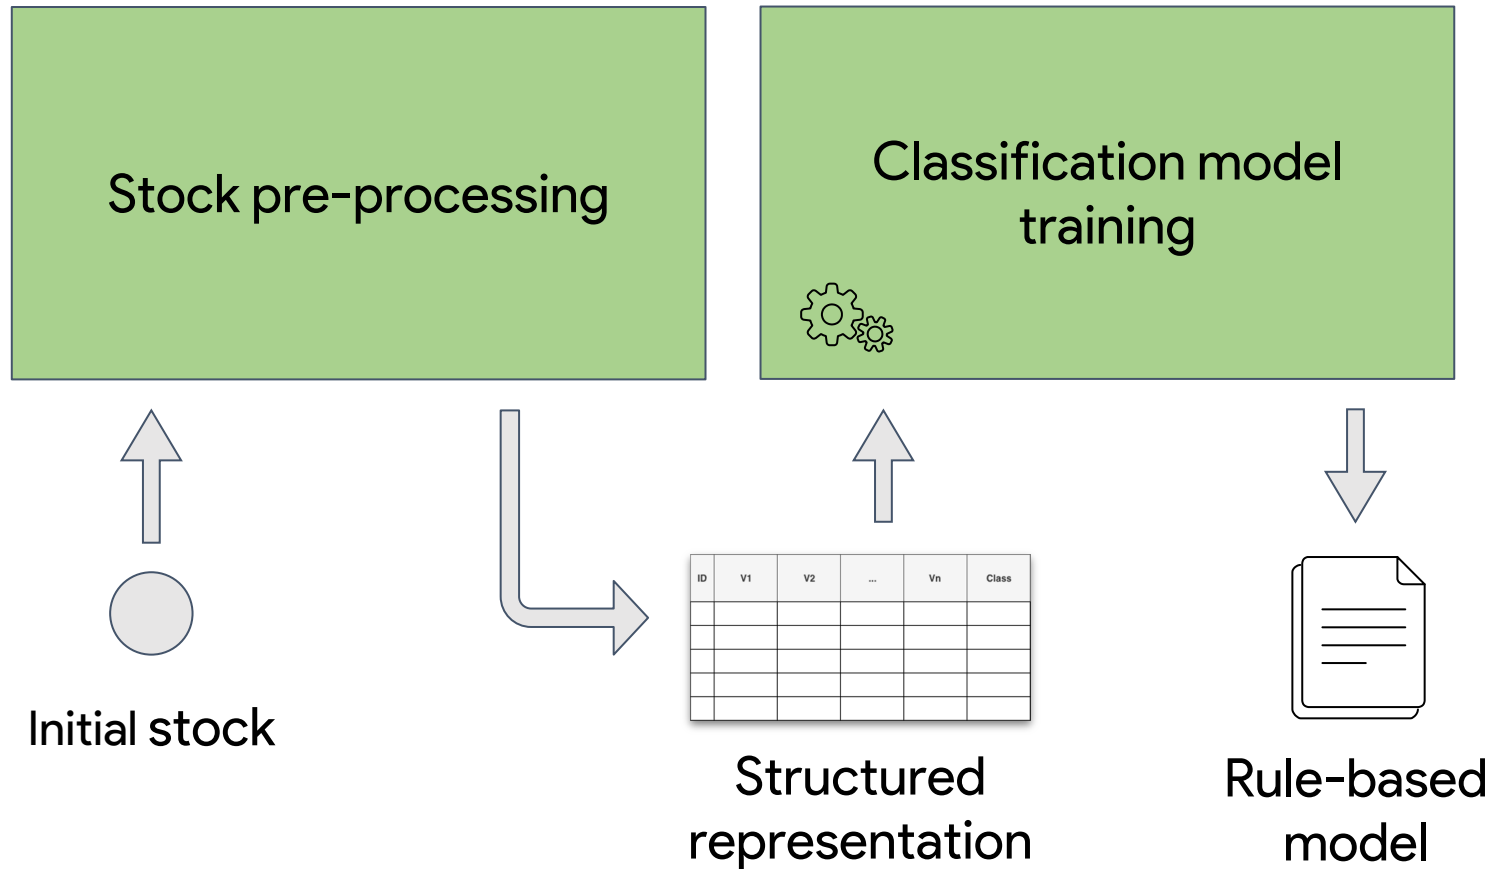 Stock pre-processing
Classification model
training
Initial stock
ID V1 V2 ... Vn Class
Structured
representation
Rule-based
model